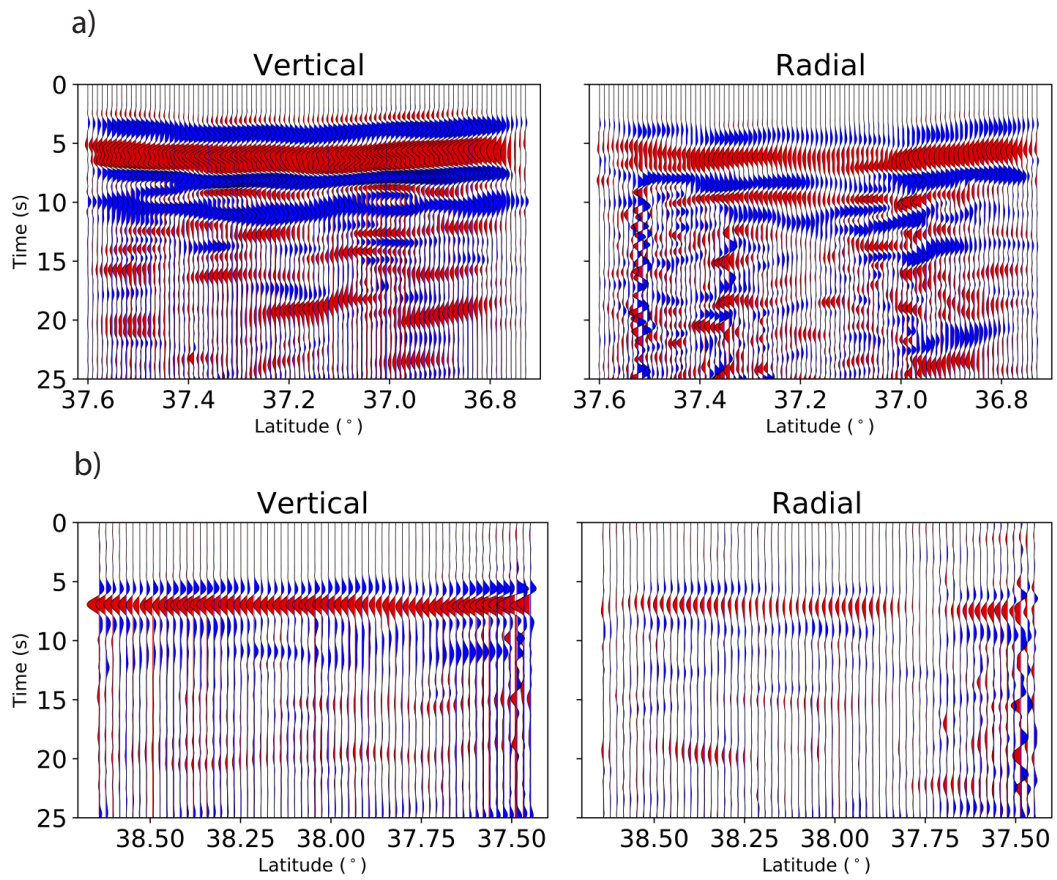 a)
Vertical Radial
0
5
10
15
20
25
Time (s)
37.6 37.4 37.2 37.0 36.8 37.6 37.4 37.2 37.0 36.8
Latitude (°) Latitude (°)
b)
Vertical Radial
0
5
10
15
20
25
Time (s)
38.50 38.25 38.00 37.75 37.50 38.50 38.25 38.00 37.75 37.50
Latitude (°) Latitude (°)